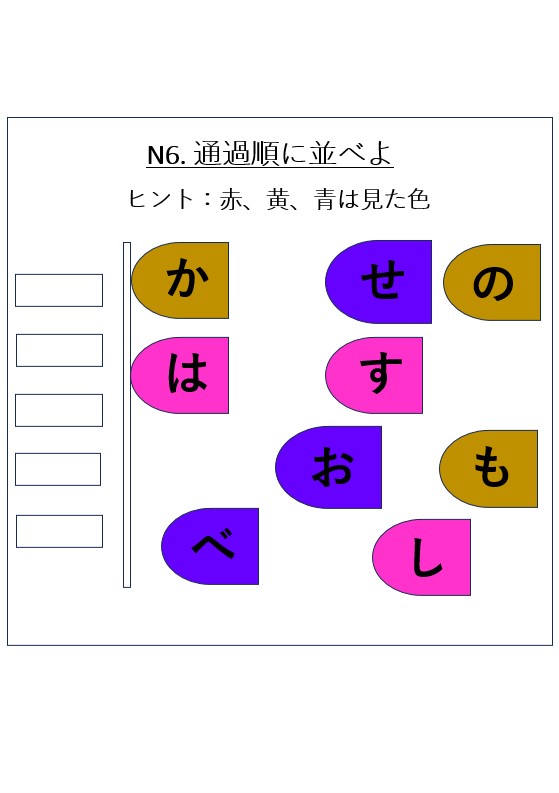 N6. 通過順に並べよ
ヒント：赤、黄、青は見た色
か せ の
は す
お も
べ し